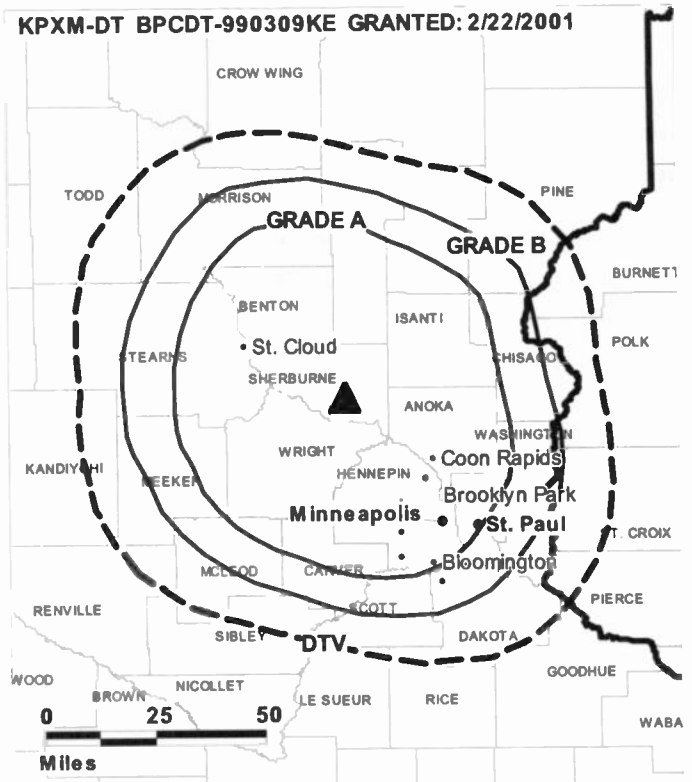 KPXM-DT BPCDT-990309KE GRANTED: 2/22/2001
CROW WING
TODD
MORRISON
PINE
GRADE A
GRADE B
BURNETT
BENTON
ISANTI
St. Cloud
POLK
STEARNS
CHISAGO
SHERBURNE
ANOKA
WASHINGTON
WRIGHT
Coon Rapids
KANDIYOHI
HENNEPIN
MEEKER
Brooklyn Park
Minneapolis
St. Paul
T. CROIX
Bloomington
MCLEOD
CARVER
PIERCE
RENVILLE
SCOTT
SIBLEY
DTV
DAKOTA
GOODHUE
WOOD
NICOLLET
BROWN
LE SUEUR
RICE
WABA
0 25 50
Miles